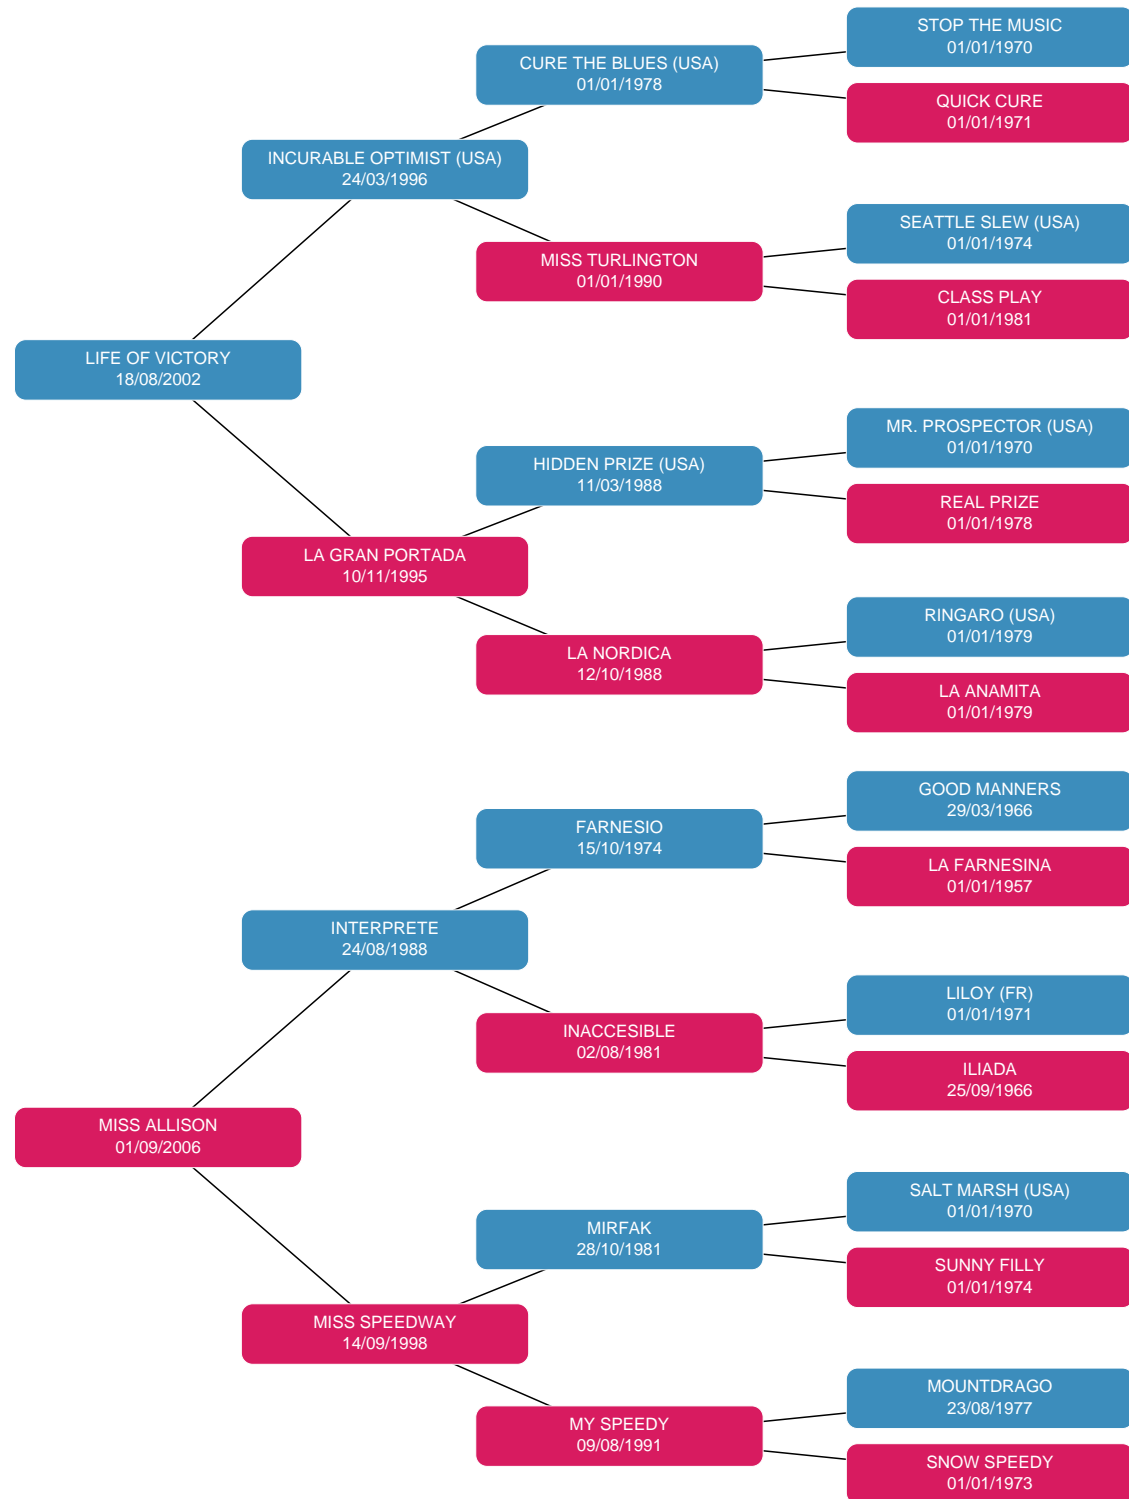 STOP THE MUSIC
01/01/1970
CURE THE BLUES (USA)
01/01/1978
QUICK CURE
01/01/1971
INCURABLE OPTIMIST (USA)
24/03/1996
SEATTLE SLEW (USA)
01/01/1974
MISS TURLINGTON
01/01/1990
CLASS PLAY
01/01/1981
LIFE OF VICTORY
18/08/2002
MR. PROSPECTOR (USA)
01/01/1970
HIDDEN PRIZE (USA)
11/03/1988
REAL PRIZE
01/01/1978
LA GRAN PORTADA
10/11/1995
RINGARO (USA)
01/01/1979
LA NORDICA
12/10/1988
LA ANAMITA
01/01/1979
GOOD MANNERS
29/03/1966
FARNESIO
15/10/1974
LA FARNESINA
01/01/1957
INTERPRETE
24/08/1988
LILOY (FR)
01/01/1971
INACCESIBLE
02/08/1981
ILIADA
25/09/1966
MISS ALLISON
01/09/2006
SALT MARSH (USA)
01/01/1970
MIRFAK
28/10/1981
SUNNY FILLY
01/01/1974
MISS SPEEDWAY
14/09/1998
MOUNTDRAGO
23/08/1977
MY SPEEDY
09/08/1991
SNOW SPEEDY
01/01/1973